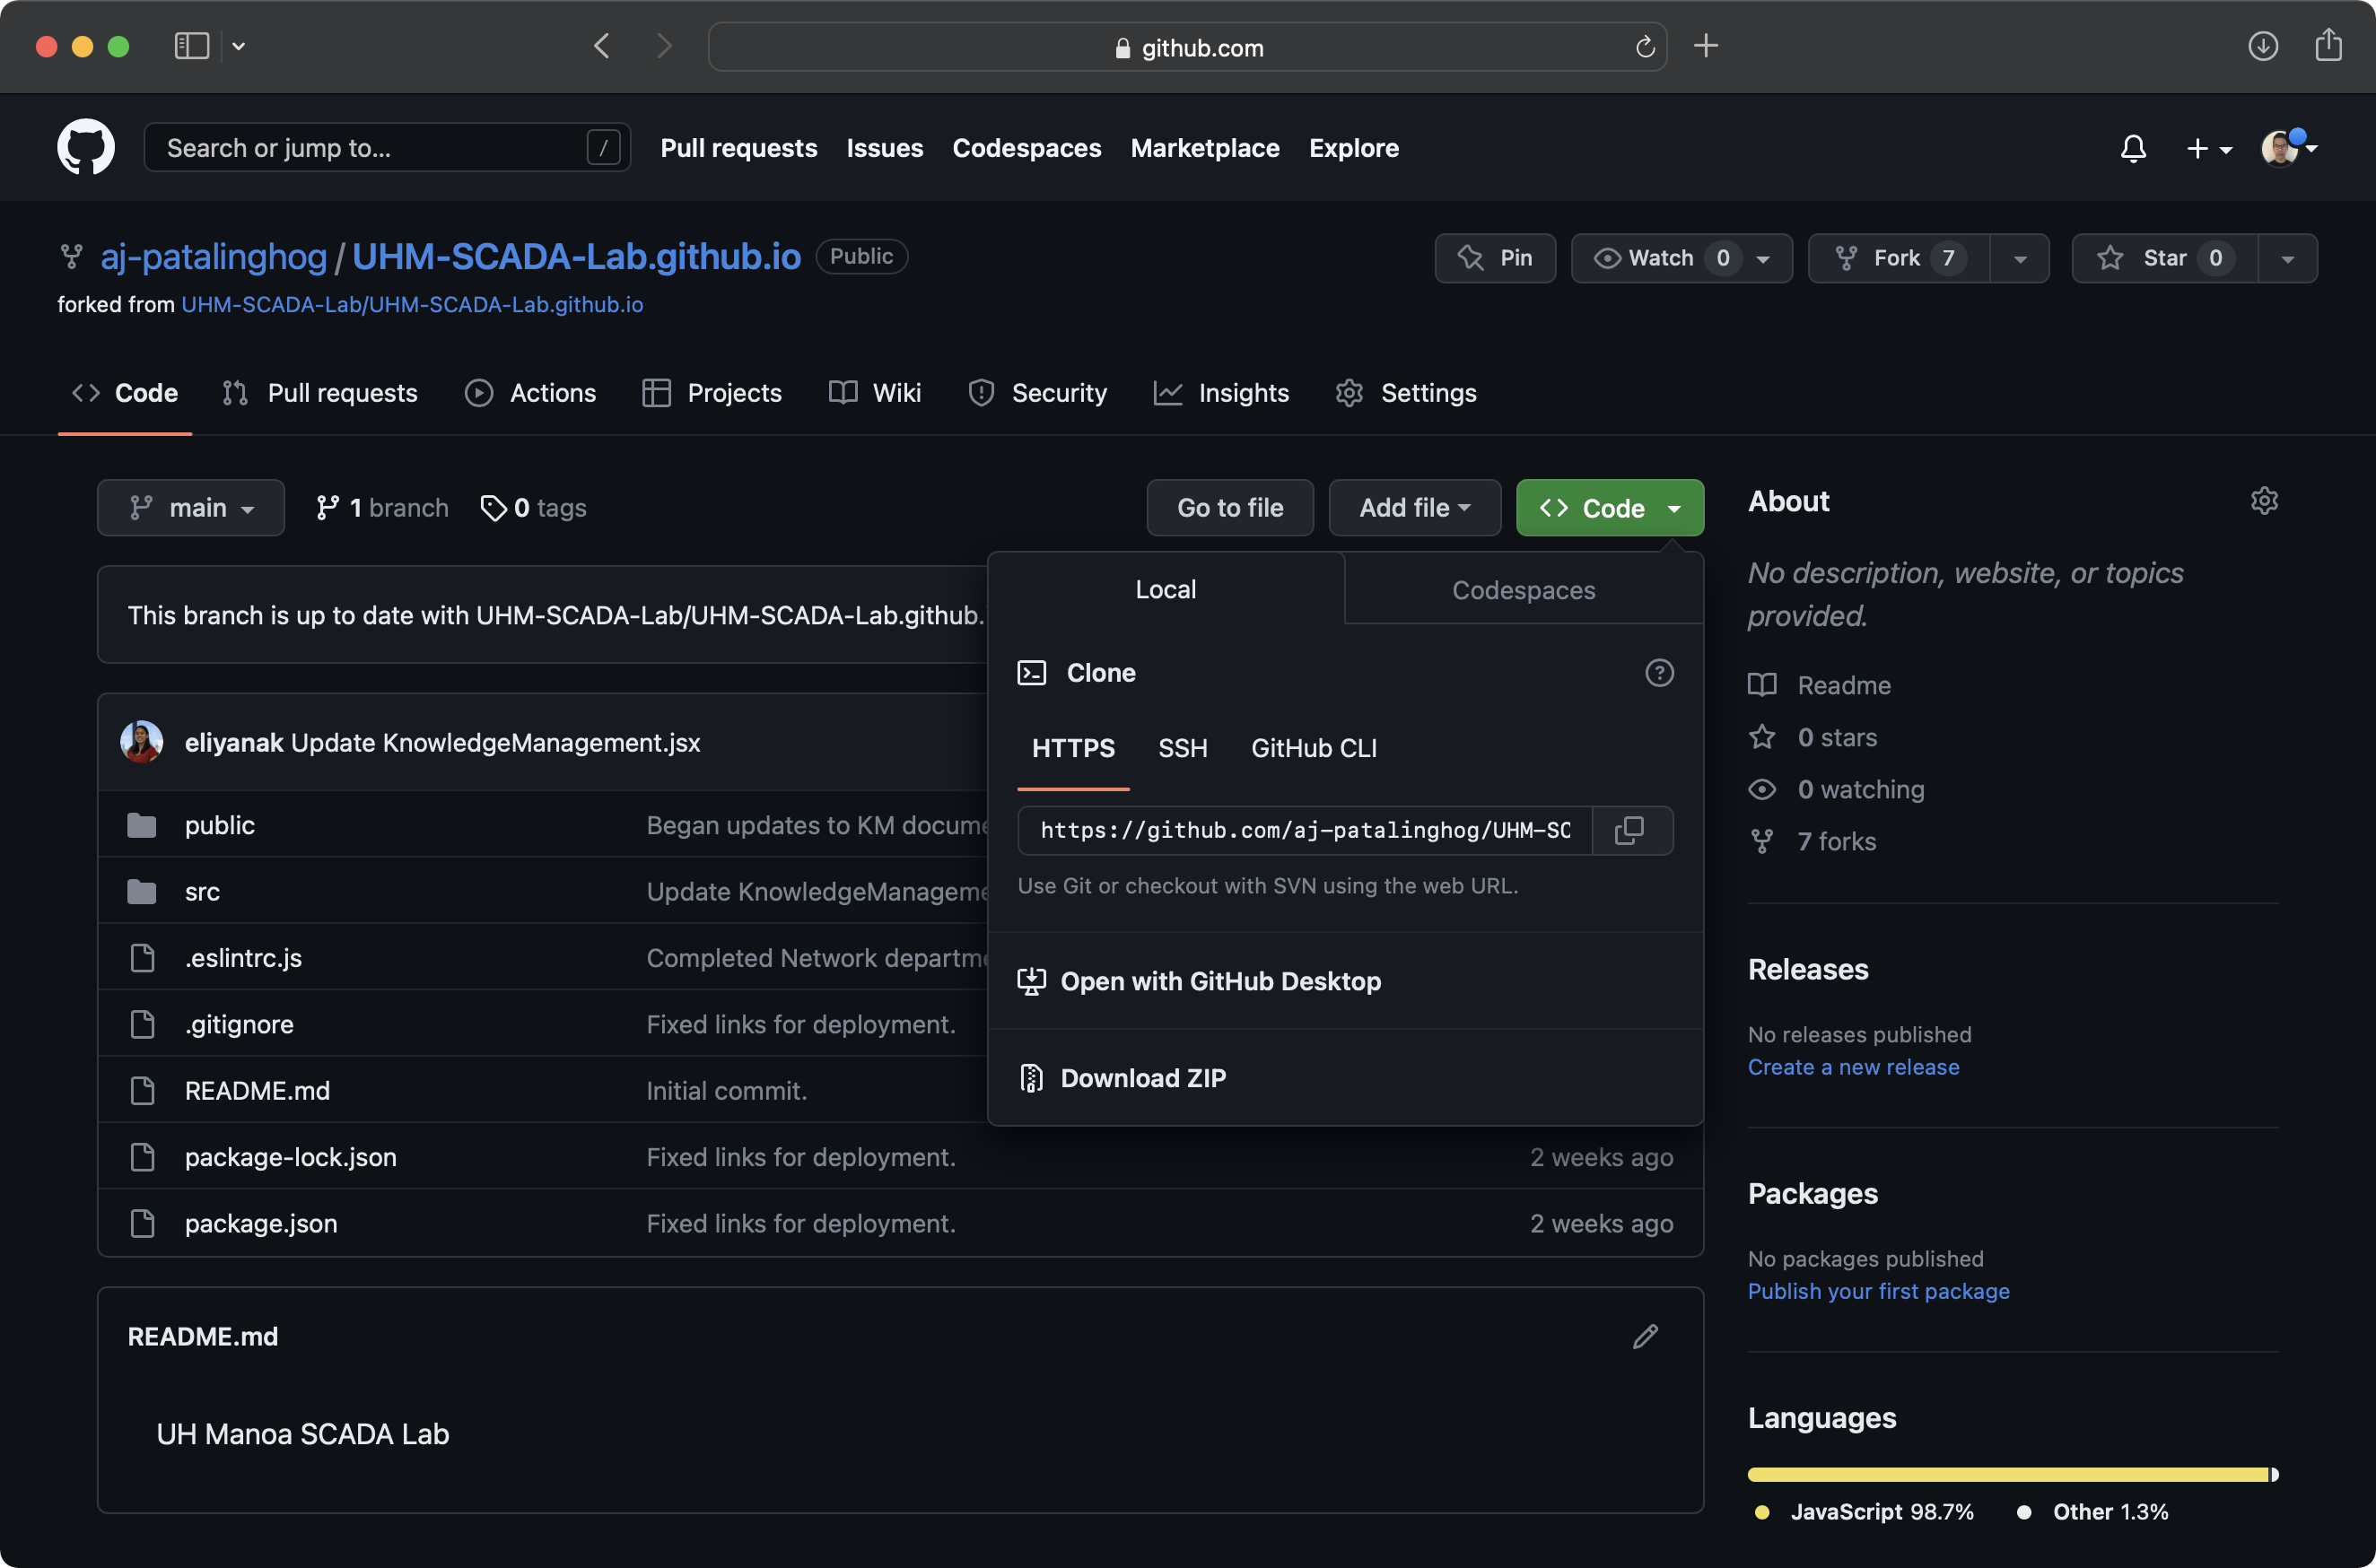 github.com
Search or jump to... /
Pull requests Issues Codespaces Marketplace Explore
aj-patalinghog / UHM-SCADA-Lab.github.io Public
Pin Watch 0 Fork 7 Star 0
forked from UHM-SCADA-Lab/UHM-SCADA-Lab.github.io
Code Pull requests Actions Projects Wiki Security Insights Settings
main 1 branch 0 tags
Go to file Add file Code
This branch is up to date with UHM-SCADA-Lab/UHM-SCADA-Lab.github.
eliyanak Update KnowledgeManagement.jsx
public Began updates to KM docume
src Update KnowledgeManageme
.eslintrc.js Completed Network departme
.gitignore Fixed links for deployment.
README.md Initial commit.
package-lock.json Fixed links for deployment. 2 weeks ago
package.json Fixed links for deployment. 2 weeks ago
Local Codespaces
Clone
HTTPS SSH GitHub CLI
https://github.com/aj-patalinghog/UHM-SC
Use Git or checkout with SVN using the web URL.
Open with GitHub Desktop
Download ZIP
README.md
UH Manoa SCADA Lab
About
No description, website, or topics
provided.
Readme
0 stars
0 watching
7 forks
Releases
No releases published
Create a new release
Packages
No packages published
Publish your first package
Languages
JavaScript 98.7% Other 1.3%